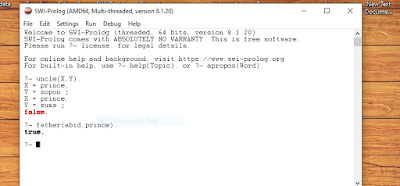 data
New Text
Docume...
SWI-Prolog (AMD64, Multi-threaded, version 8.1.20)
File Edit Settings Run Debug Help
Welcome to SWI-Prolog (threaded, 64 bits, version 8.1.20)
SWI-Prolog comes with ABSOLUTELY NO WARRANTY. This is free software.
Please run ?- license. for legal details.
For online help and background, visit https://www.swi-prolog.org
For built-in help, use ?- help(Topic). or ?- apropos(Word).
?- uncle(X,Y).
X = prince,
Y = sopon ;
X = prince,
Y = zuma ;
false.
?- father(abid,prince).
true.
?-